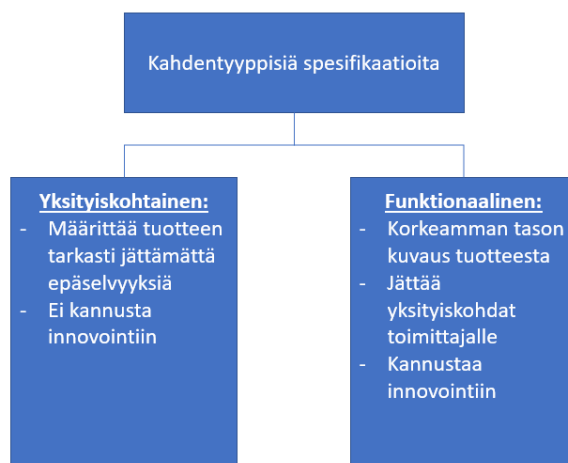 Kahdentyyppisiä spesifikaatioita
Yksityiskohtainen:
- Määrittää tuotteen
tarkasti jättämättä
epäselvyyksiä
- Ei kannusta
innovointiin
Funktionaalinen:
- Korkeamman tason
kuvaus tuotteesta
- Jättää
yksityiskohdat
toimittajalle
- Kannustaa
innovointiin